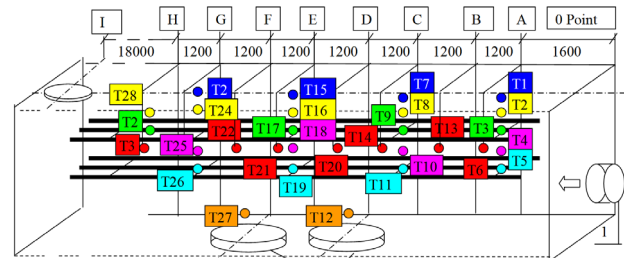 I H G F E D C B A 0 Point
18000 1200 1200 1200 1200 1200 1200 1200 1600
T2 T15 T7 T1
T28 T24 T16 T8 T2
T2 T22 T17 T18 T14 T9 T13 T3 T4
T3 T25 T21 T20 T10 T6 T5
T26 T19 T11
T27 T12
1